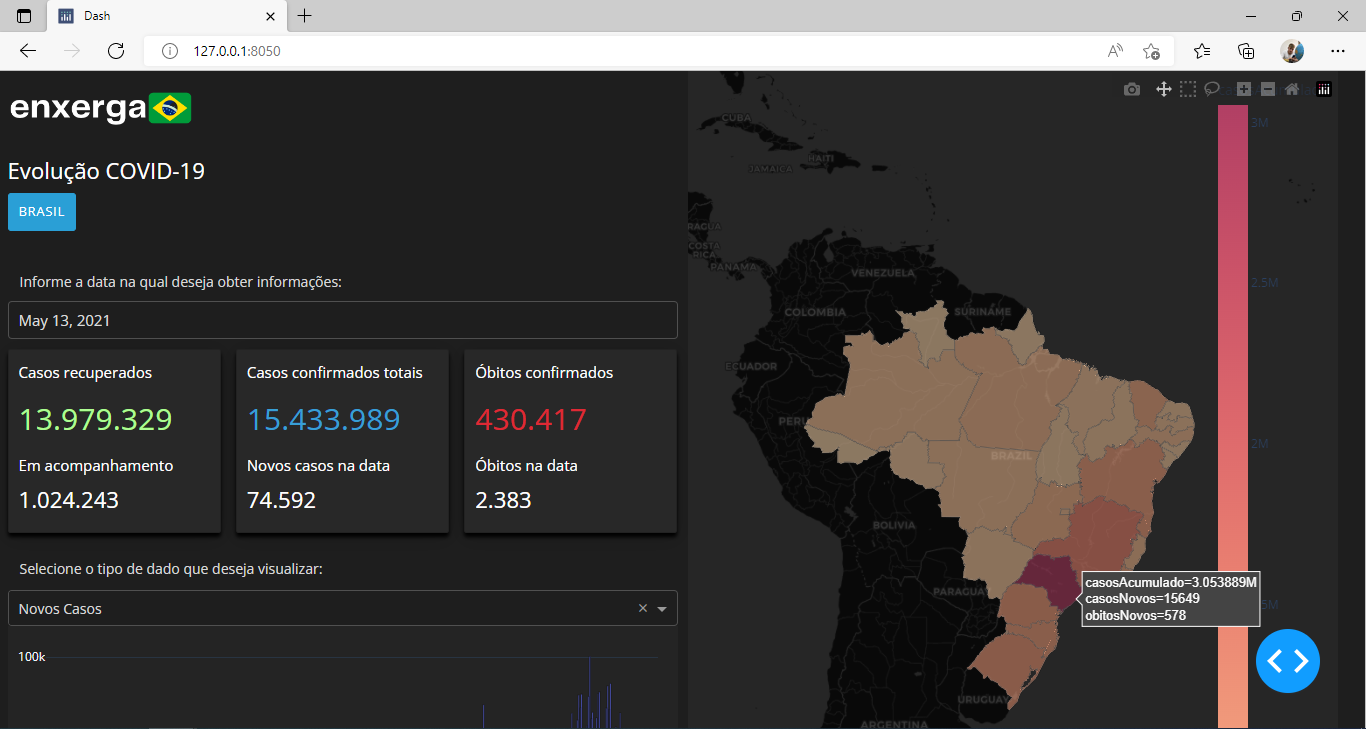 Dash
127.0.0.1:8050
enxerga
Evolução COVID-19
BRASIL
Informe a data na qual deseja obter informações:
May 13, 2021
Casos recuperados
13.979.329
Em acompanhamento
1.024.243
Casos confirmados totais
15.433.989
Novos casos na data
74.592
Óbitos confirmados
430.417
Óbitos na data
2.383
Selecione o tipo de dado que deseja visualizar:
Novos Casos
100k
CUBA
HAITI
JAMAICA
RAGUA
COSTA
RICA
PANAMA
VENEZUELA
COLOMBIA
SURINAME
ECUADOR
PERU
BRAZIL
BOLIVIA
PARAGUA
URUGUAY
ARGENTINA
3M
2.5M
2M
5M
casosAcumulado=3.053889M
casosNovos=15649
obitosNovos=578